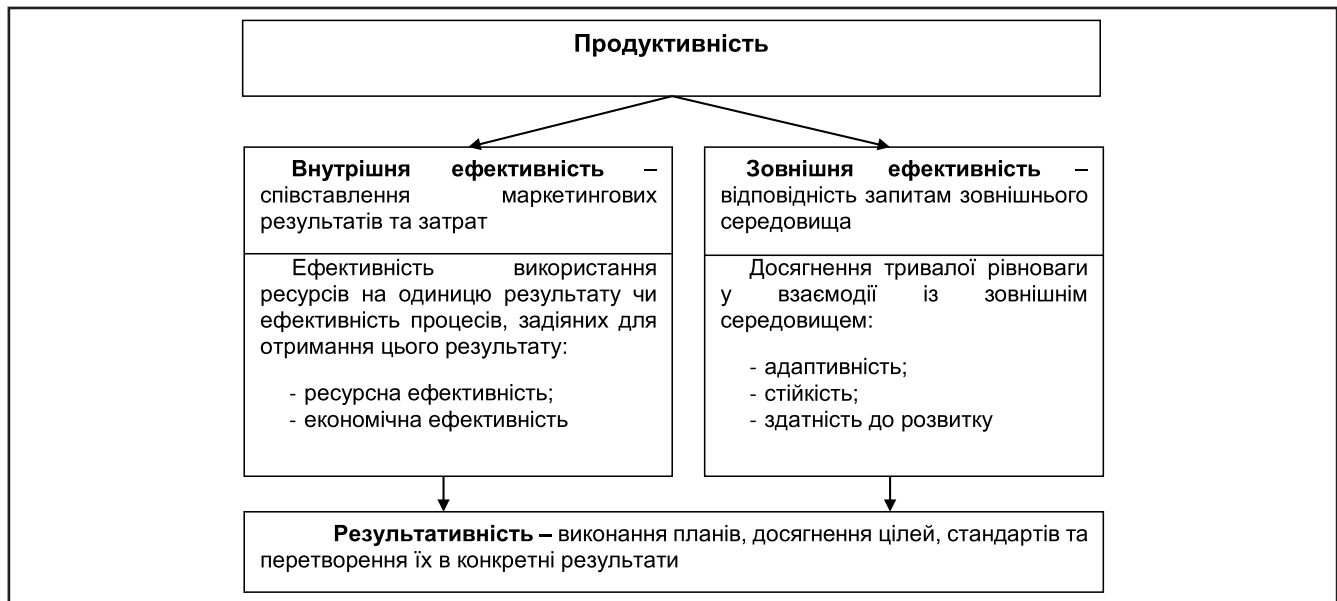 Продуктивність
Внутрішня ефективність –
співставлення маркетингових
результатів та затрат
Ефективність використання
ресурсів на одиницю результату чи
ефективність процесів, задіяних для
отримання цього результату:
- ресурсна ефективність;
- економічна ефективність
Зовнішня ефективність –
відповідність запитам зовнішнього
середовища
Досягнення тривалої рівноваги
у взаємодії із зовнішнім
середовищем:
- адаптивність;
- стійкість;
- здатність до розвитку
Результативність – виконання планів, досягнення цілей, стандартів та
перетворення їх в конкретні результати